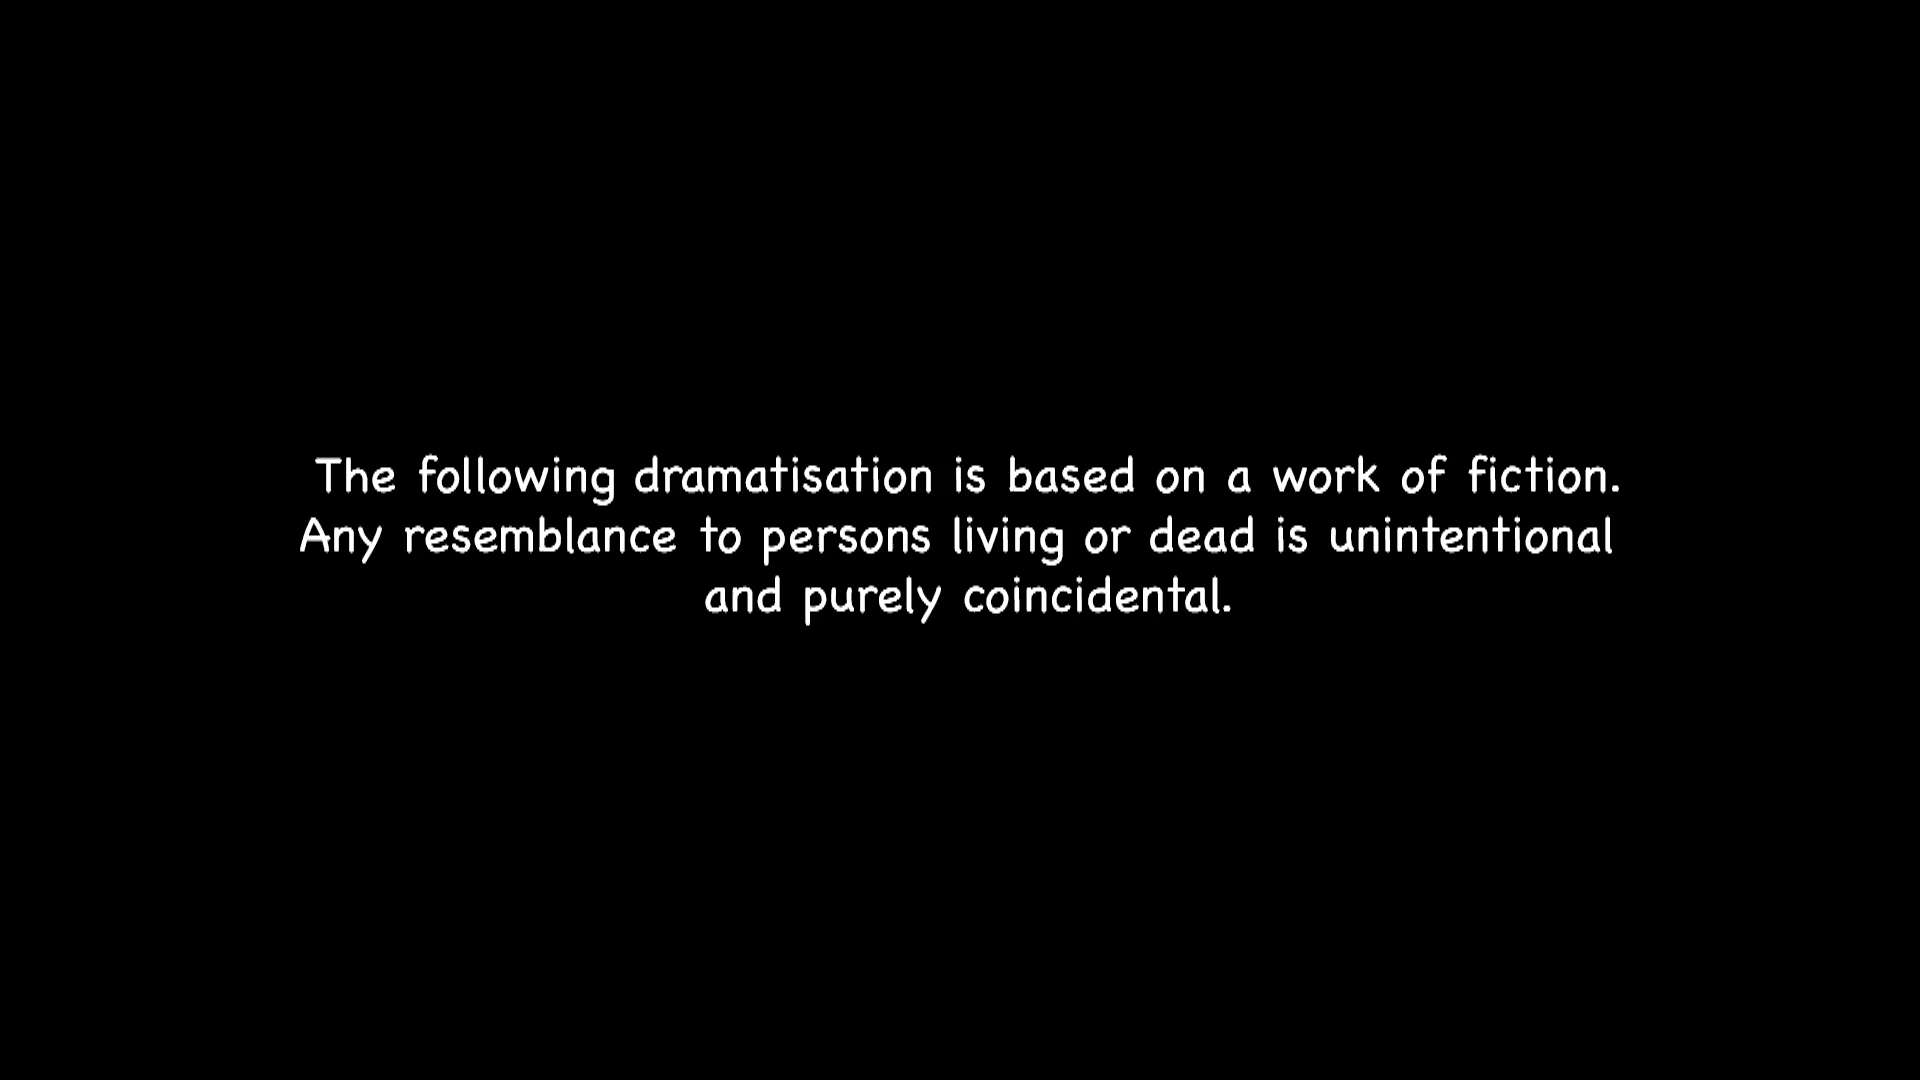 The following dramatisation is based on a work of fiction.
Any resemblance to persons living or dead is unintentional
and purely coincidental.